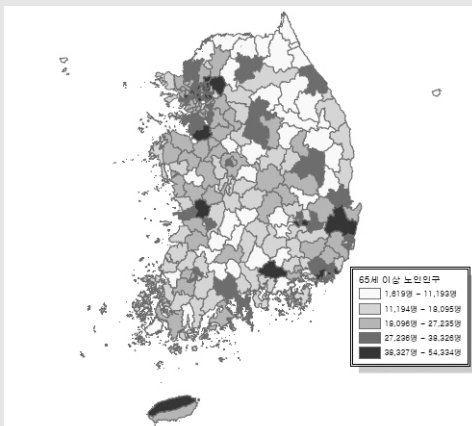 65세 이상 노인인구
1,619명 - 11,193명
11,194명 - 18,095명
18,096명 - 27,235명
27,236명 - 38,326명
38,327명 - 54,334명